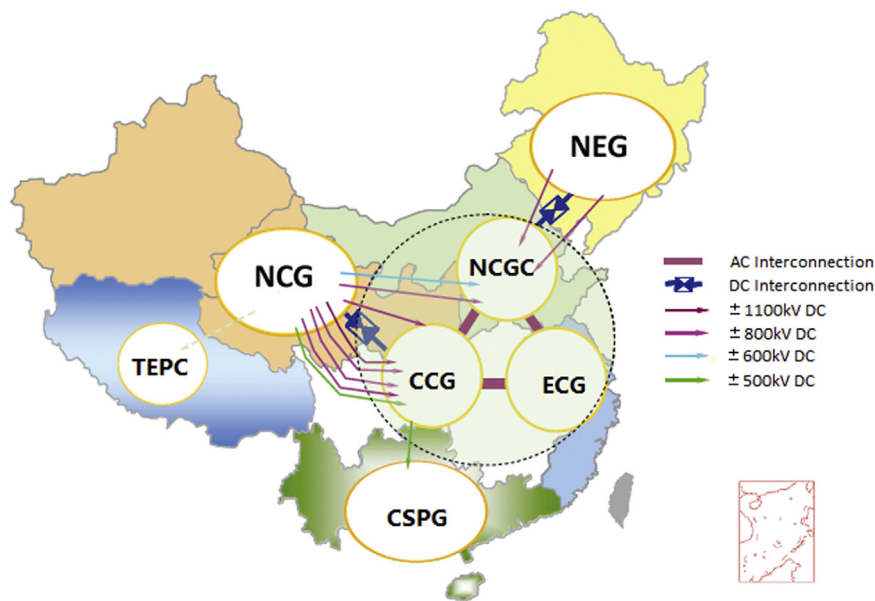 NEG
NCG
NCGC
TEPC
CCG
ECG
CSPG
AC Interconnection
DC Interconnection
± 1100kV DC
± 800kV DC
± 600kV DC
± 500kV DC